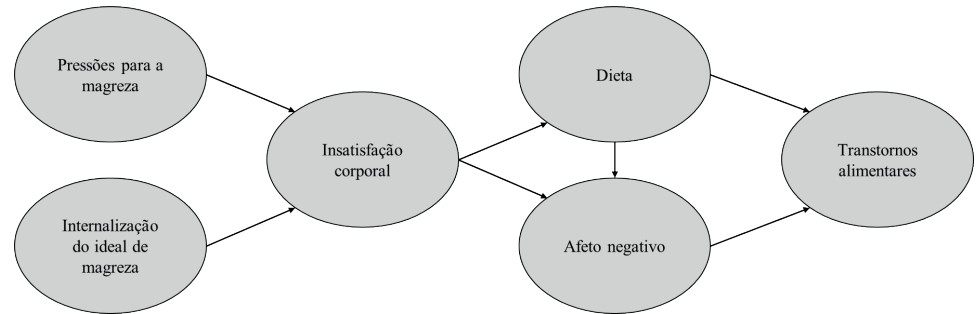 Pressões para a
magreza
Internalização
do ideal de
magreza
Insatisfação
corporal
Dieta
Afeto negativo
Transtornos
alimentares